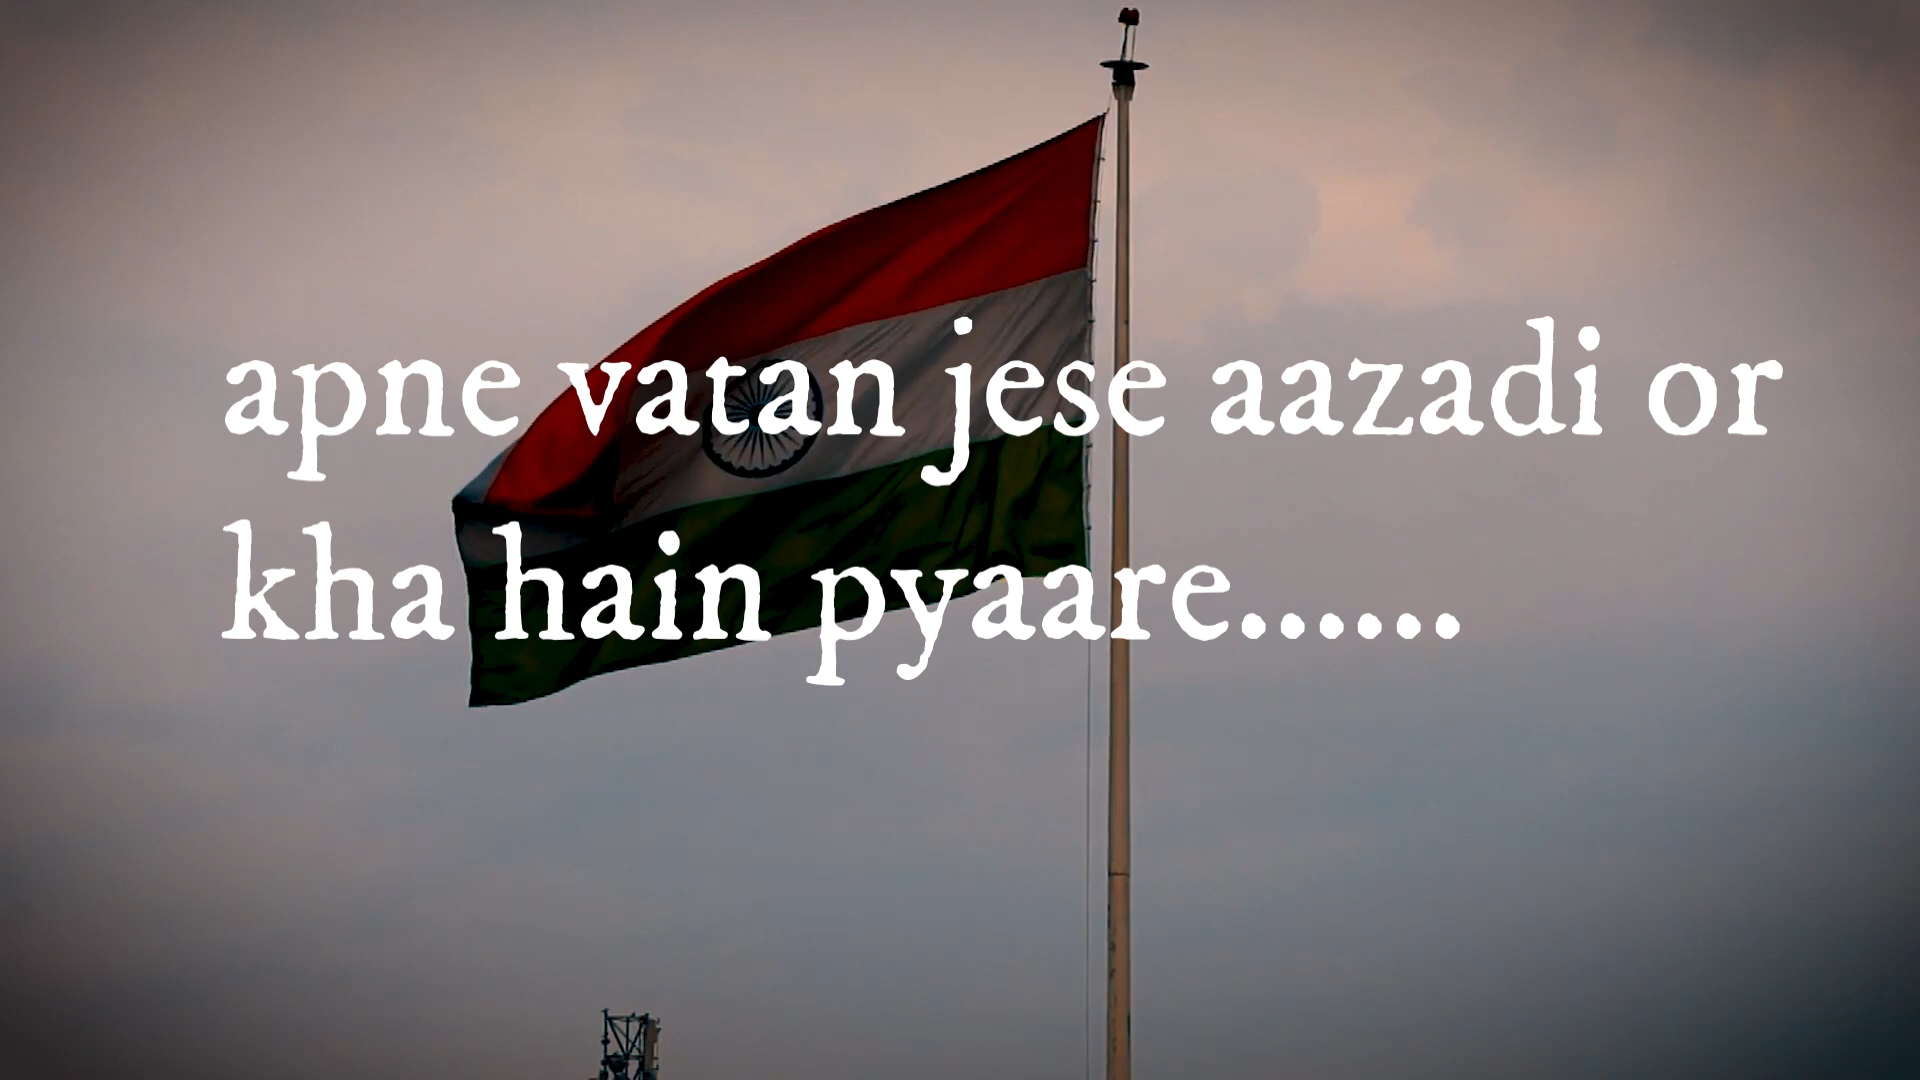 apne vatan jese aazadi or
kha hain pyaare......